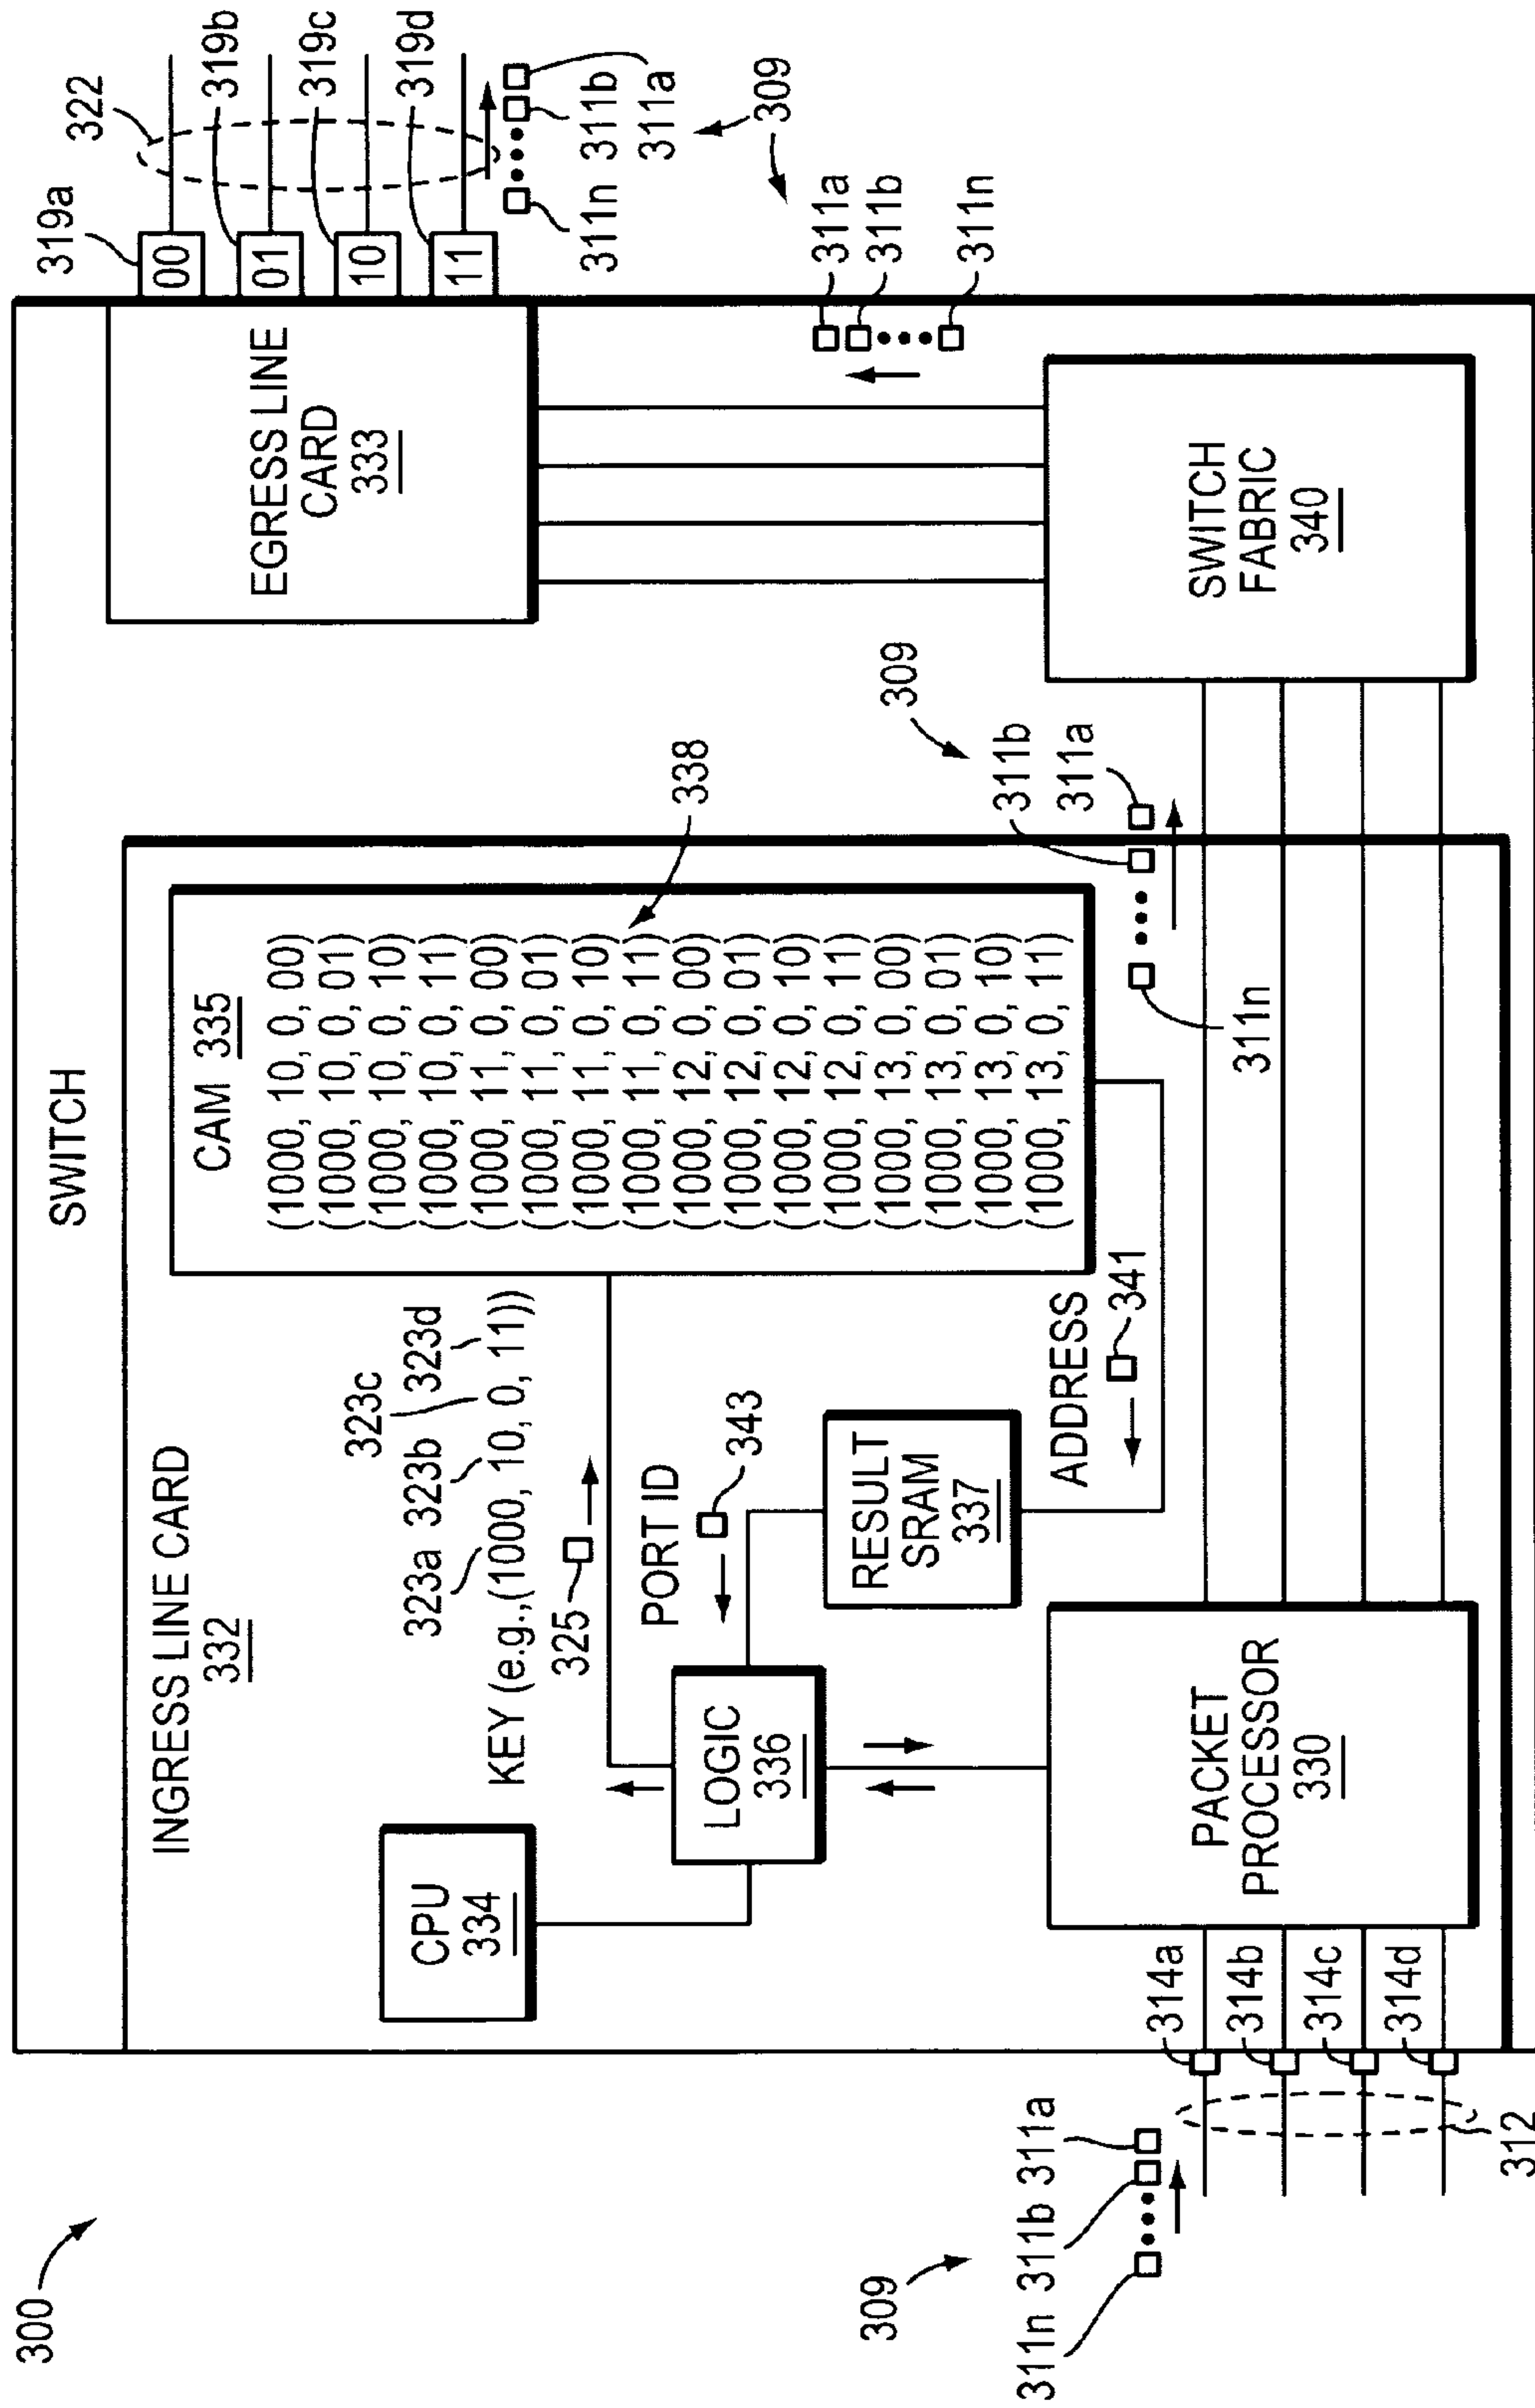 300
SWITCH
INGRESS LINE CARD
332
CPU
334
LOGIC
336
KEY (e.g.,(1000, 10, 0, 11))
323a
323b
323c
323d
325
PORT ID
343
RESULT
SRAM
337
ADDRESS
341
CAM 335
(1000, 10, 0, 00)
(1000, 10, 0, 01)
(1000, 10, 0, 10)
(1000, 10, 0, 11)
(1000, 11, 0, 00)
(1000, 11, 0, 01)
(1000, 11, 0, 10)
(1000, 11, 0, 11)
(1000, 12, 0, 00)
(1000, 12, 0, 01)
(1000, 12, 0, 10)
(1000, 12, 0, 11)
(1000, 13, 0, 00)
(1000, 13, 0, 01)
(1000, 13, 0, 10)
(1000, 13, 0, 11)
338
EGRESS LINE
CARD
333
319a
00
319b
01
319c
10
319d
11
322
311n
311b
311a
309
311a
311b
311n
309
311b
311a
311n
SWITCH
FABRIC
340
PACKET
PROCESSOR
330
314a
314b
314c
314d
309
311n 311b 311a
312